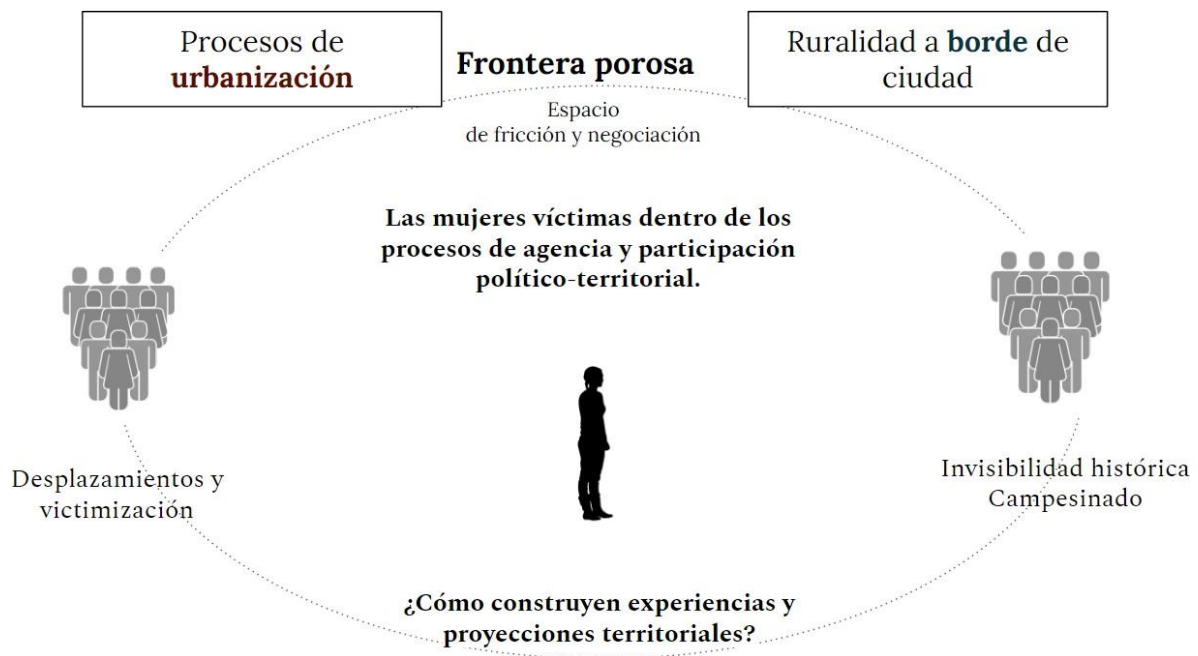 Procesos de
urbanización
Frontera porosa
Ruralidad a borde de
ciudad
Espacio
de fricción y negociación
Las mujeres víctimas dentro de los
procesos de agencia y participación
político-territorial.
Desplazamientos y
victimización
Invisibilidad histórica
Campesinado
¿Cómo construyen experiencias y
proyecciones territoriales?